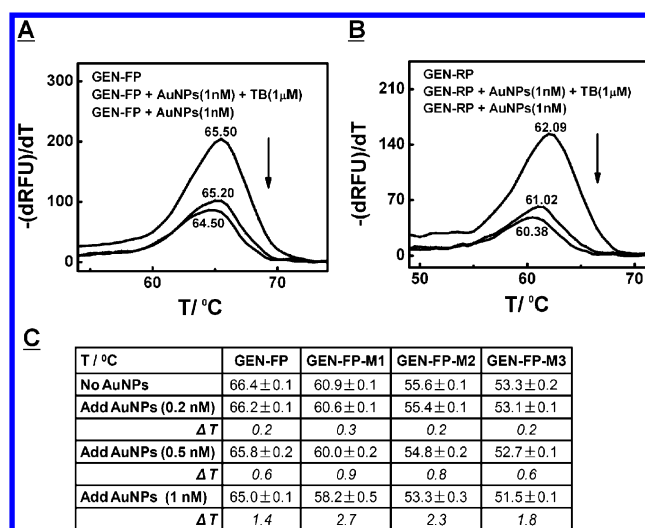 A
GEN-FP
GEN-FP + AuNPs(1nM) + TB(1μM)
GEN-FP + AuNPs(1nM)
300
200
100
0
-(dRFU)/dT
65.50
65.20
64.50
60
70
T/ ⁰C
B
GEN-RP
GEN-RP + AuNPs(1nM) + TB(1μM)
GEN-RP + AuNPs(1nM)
210
140
70
0
-(dRFU)/dT
62.09
61.02
60.38
50
60
70
T/ ⁰C
C
T / ⁰C GEN-FP GEN-FP-M1 GEN-FP-M2 GEN-FP-M3
No AuNPs 66.4±0.1 60.9±0.1 55.6±0.1 53.3±0.2
Add AuNPs (0.2 nM) 66.2±0.1 60.6±0.1 55.4±0.1 53.1±0.1
ΔT 0.2 0.3 0.2 0.2
Add AuNPs (0.5 nM) 65.8±0.2 60.0±0.2 54.8±0.2 52.7±0.1
ΔT 0.6 0.9 0.8 0.6
Add AuNPs (1 nM) 65.0±0.1 58.2±0.5 53.3±0.3 51.5±0.1
ΔT 1.4 2.7 2.3 1.8